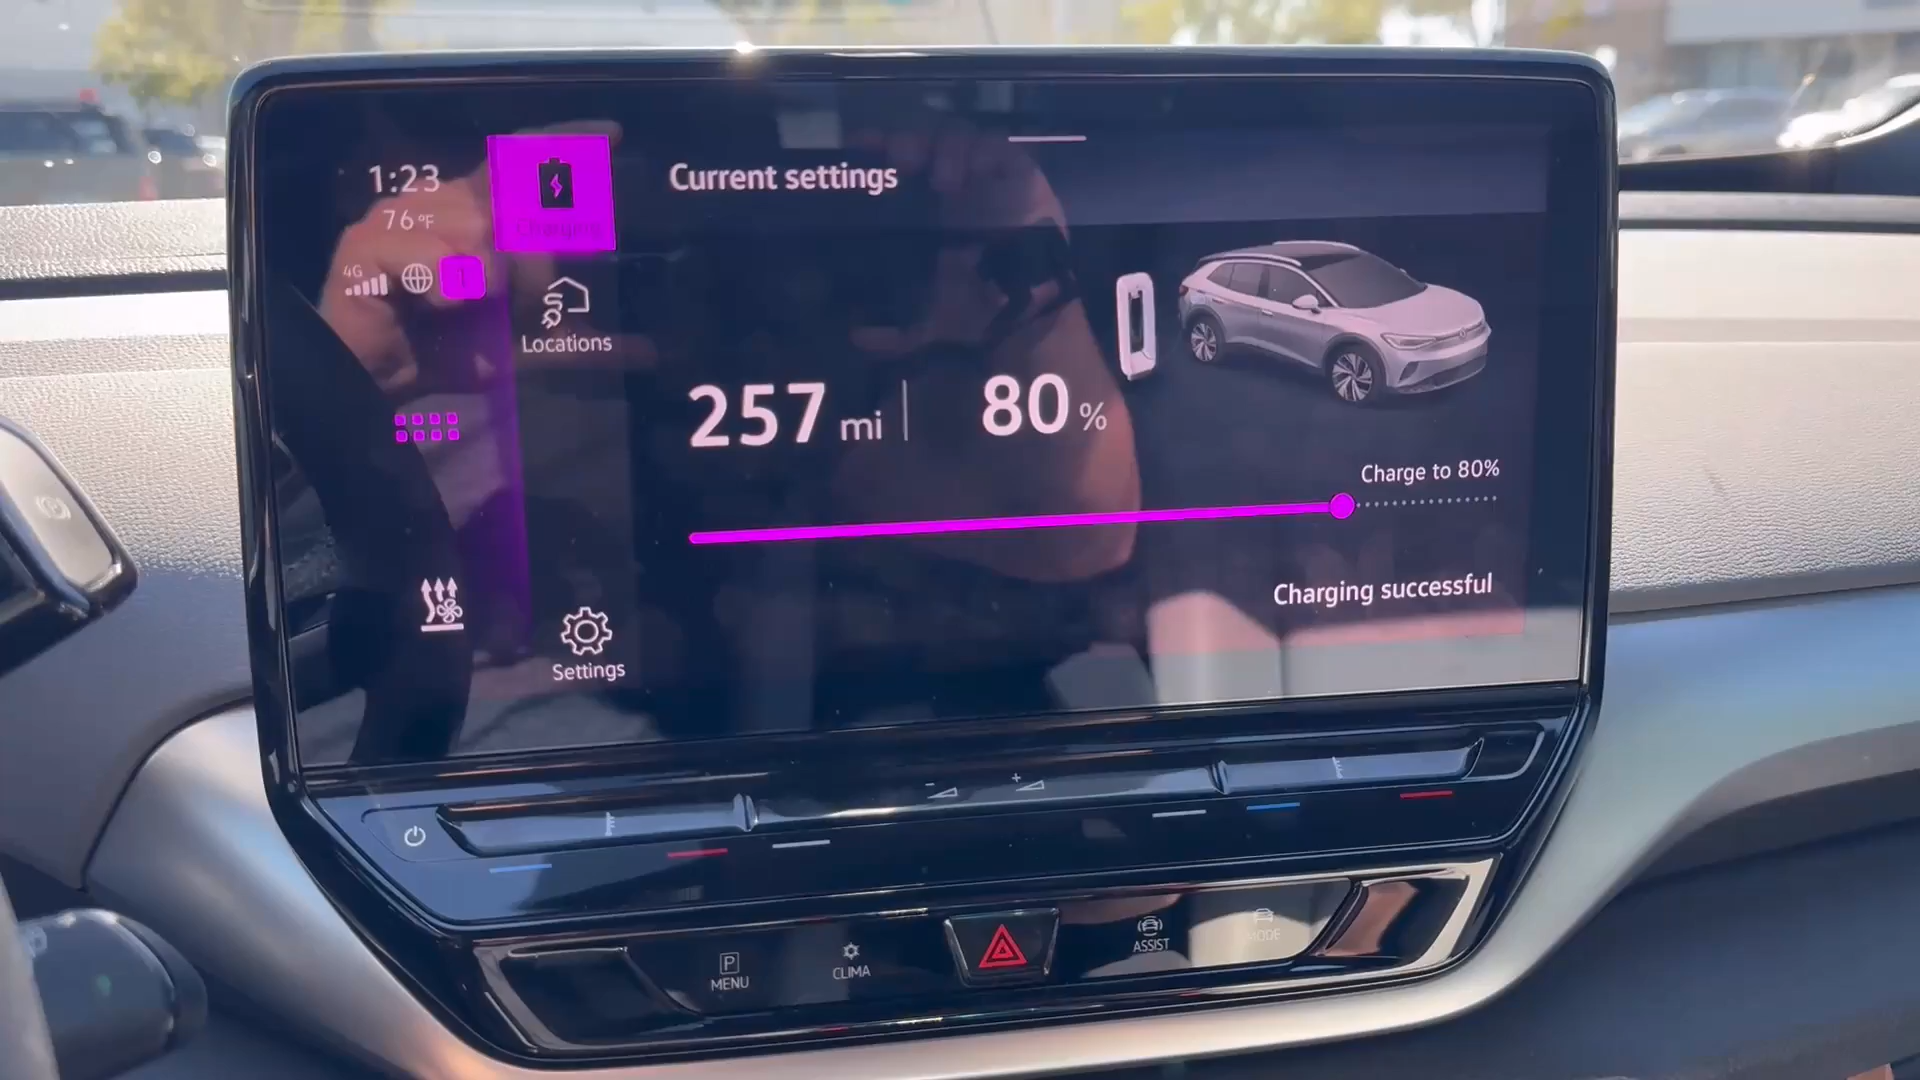 1:23
76°F
4G
Charging
Locations
Settings
Current settings
257 mi
80%
Charge to 80%
Charging successful
- +
P
MENU
CLIMA
ASSIST
MODE